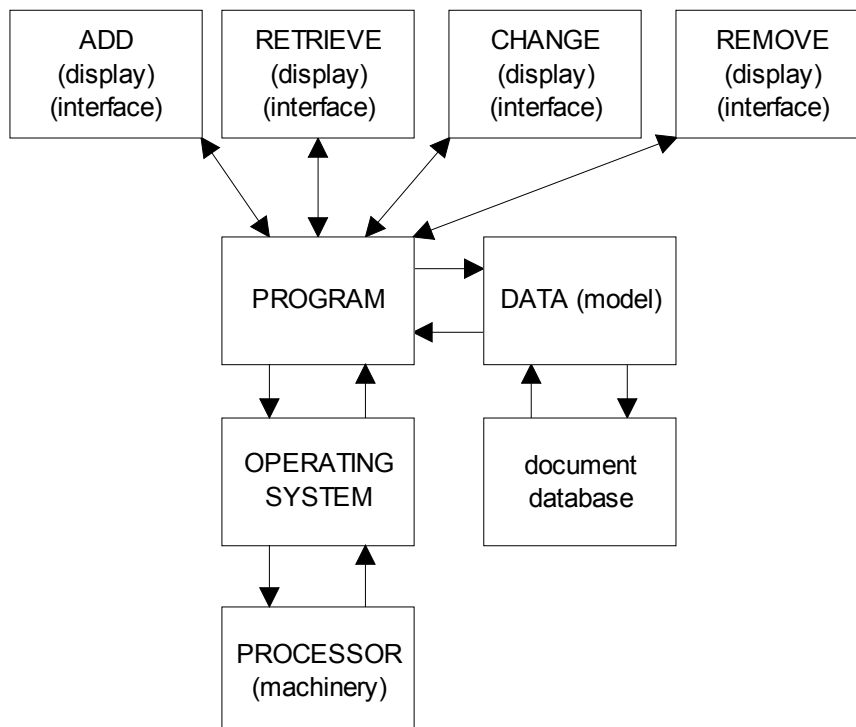 ADD
(display)
(interface)
RETRIEVE
(display)
(interface)
CHANGE
(display)
(interface)
REMOVE
(display)
(interface)
PROGRAM
DATA (model)
OPERATING
SYSTEM
document
database
PROCESSOR
(machinery)